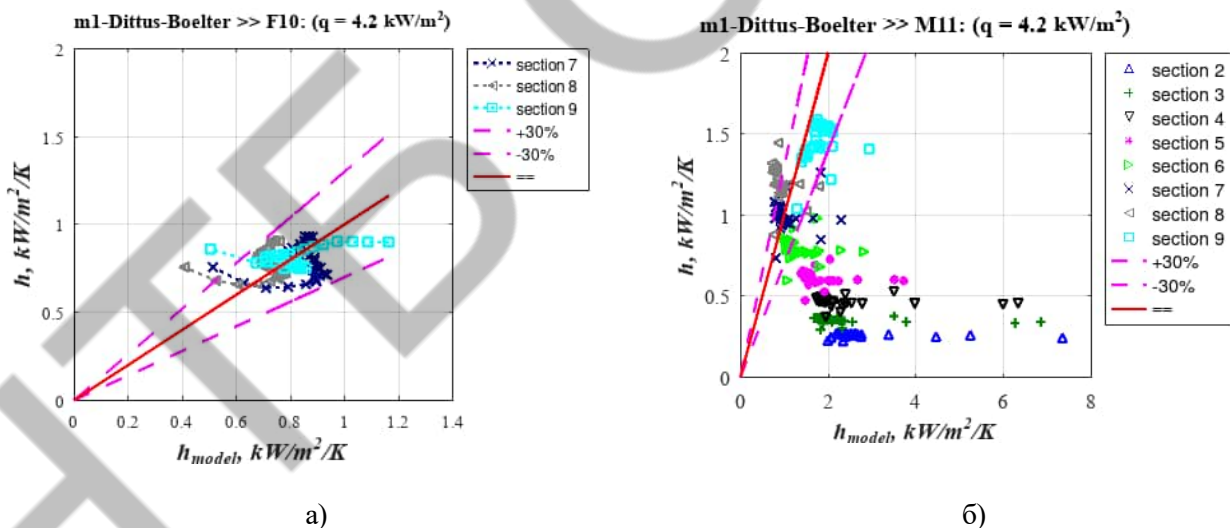 m1-Dittus-Boelter >> F10: (q = 4.2 kW/m²)
2
1.5
1
0.5
0
h, kW/m²/K
0 0.2 0.4 0.6 0.8 1 1.2 1.4
h_model, kW/m²/K
section 7
section 8
section 9
+30%
-30%
==
а)
m1-Dittus-Boelter >> M11: (q = 4.2 kW/m²)
2
1.5
1
0.5
0
h, kW/m²/K
0 2 4 6 8
h_model, kW/m²/K
section 2
section 3
section 4
section 5
section 6
section 7
section 8
section 9
+30%
-30%
==
б)